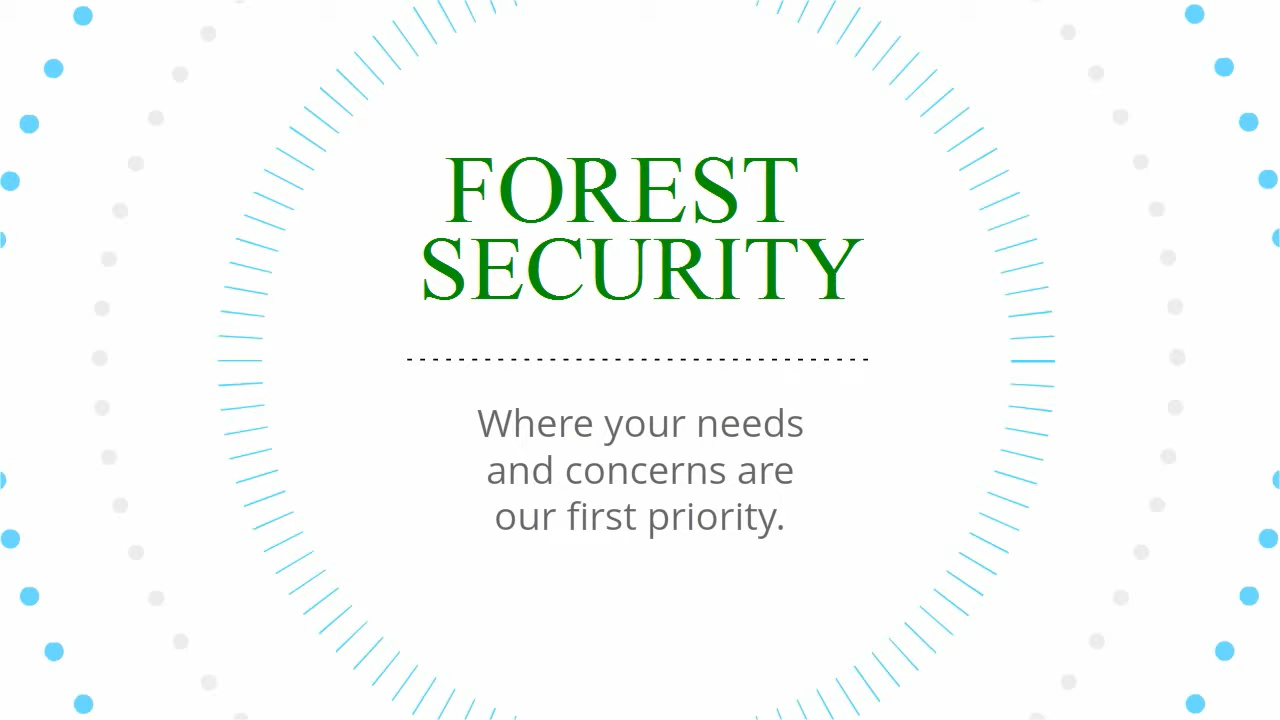 FOREST
SECURITY
Where your needs
and concerns are
our first priority.